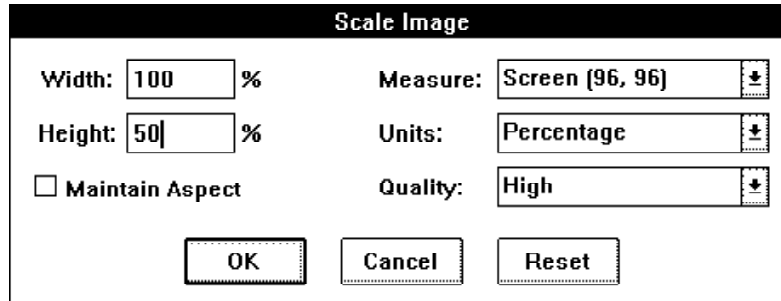 Scale Image
Width: 100 % Measure: Screen (96, 96)
Height: 50 % Units: Percentage
Maintain Aspect Quality: High
OK Cancel Reset